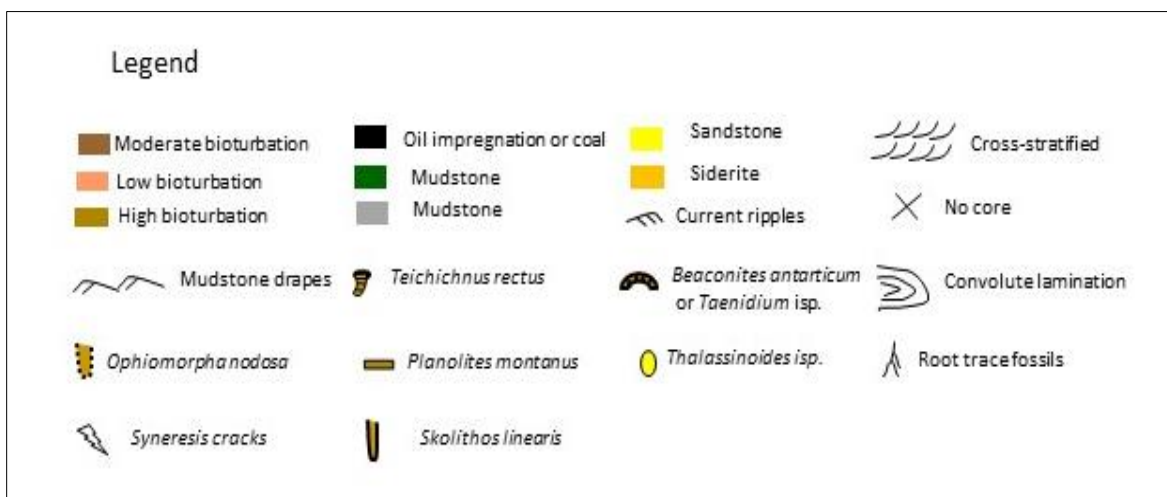 Legend
Moderate bioturbation
Oil impregnation or coal
Sandstone
Cross-stratified
Low bioturbation
Mudstone
Siderite
High bioturbation
Mudstone
Current ripples
No core
Mudstone drapes
Teichichnus rectus
Beaconites antarticum
or Taenidium isp.
Convolute lamination
Ophiomorpha nodosa
Planolites montanus
Thalassinoides isp.
Root trace fossils
Syneresis cracks
Skolithos linearis